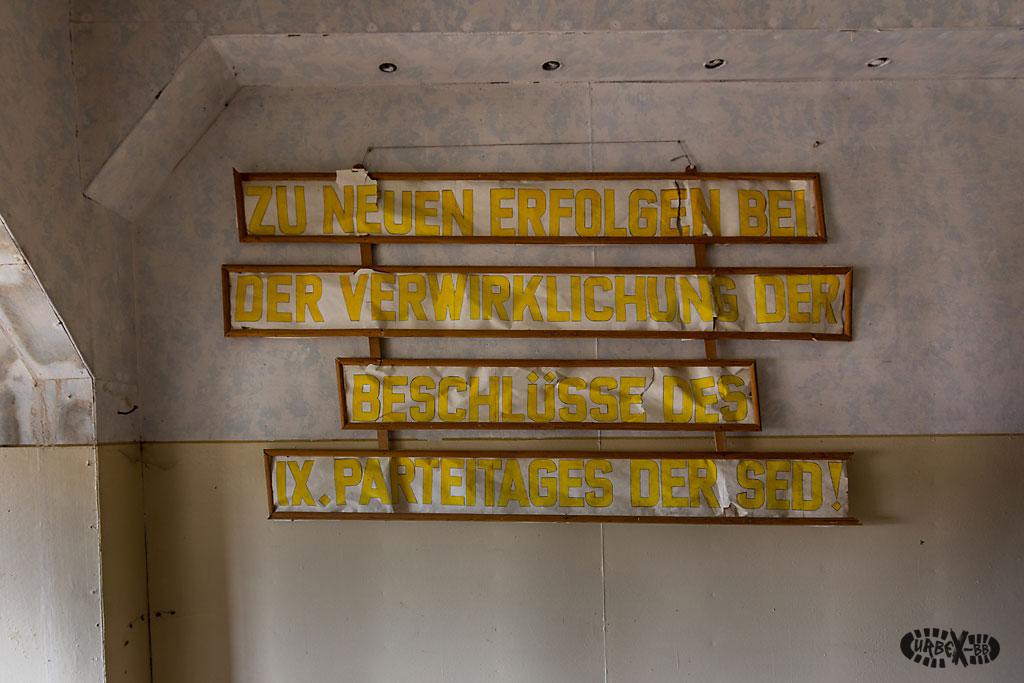 ZU NEUEN ERFOLGEN BEI
DER VERWIRKLICHUNG DER
BESCHLÜSSE DES
IX. PARTEITAGES DER SED!
URBEX-BB